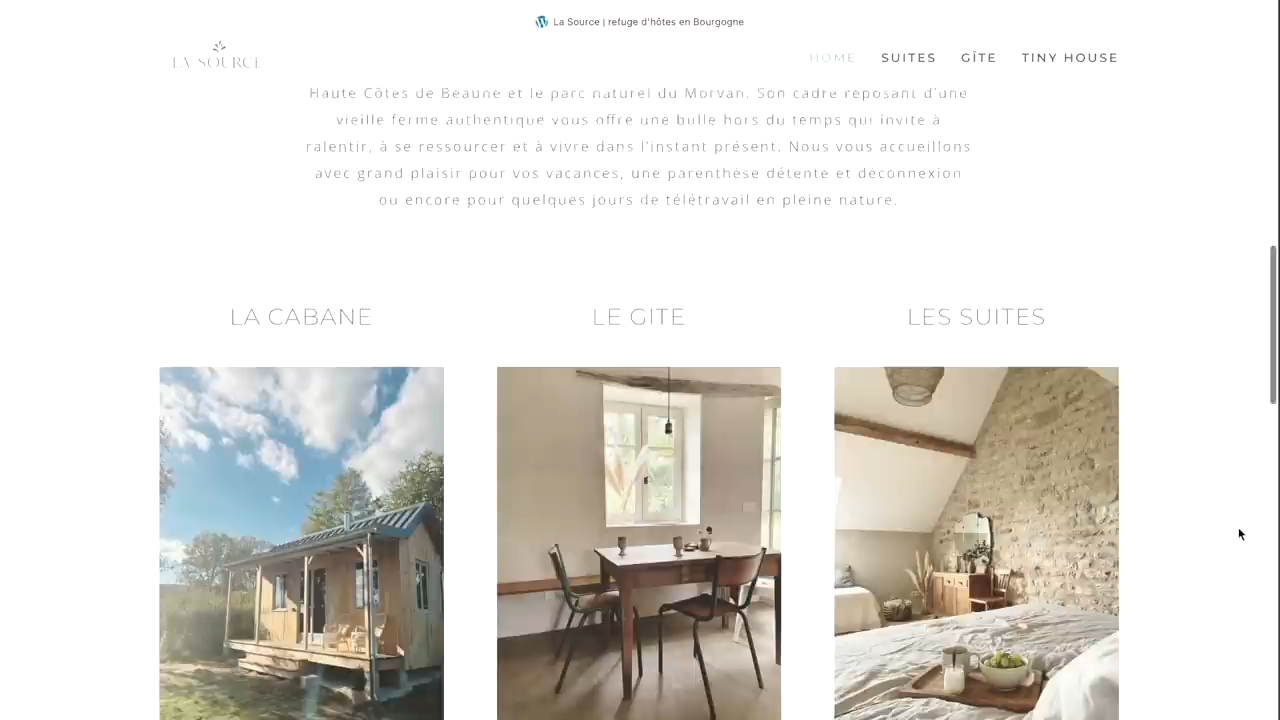 La Source | refuge d'hôtes en Bourgogne
LA SOURCE
HOME SUITES GÎTE TINY HOUSE
Haute Côtes de Beaune et le parc naturel du Morvan. Son cadre reposant d'une
vieille ferme authentique vous offre une bulle hors du temps qui invite à
ralentir, à se ressourcer et à vivre dans l'instant présent. Nous vous accueillons
avec grand plaisir pour vos vacances, une parenthèse détente et déconnexion
ou encore pour quelques jours de télétravail en pleine nature.
LA CABANE
LE GITE
LES SUITES